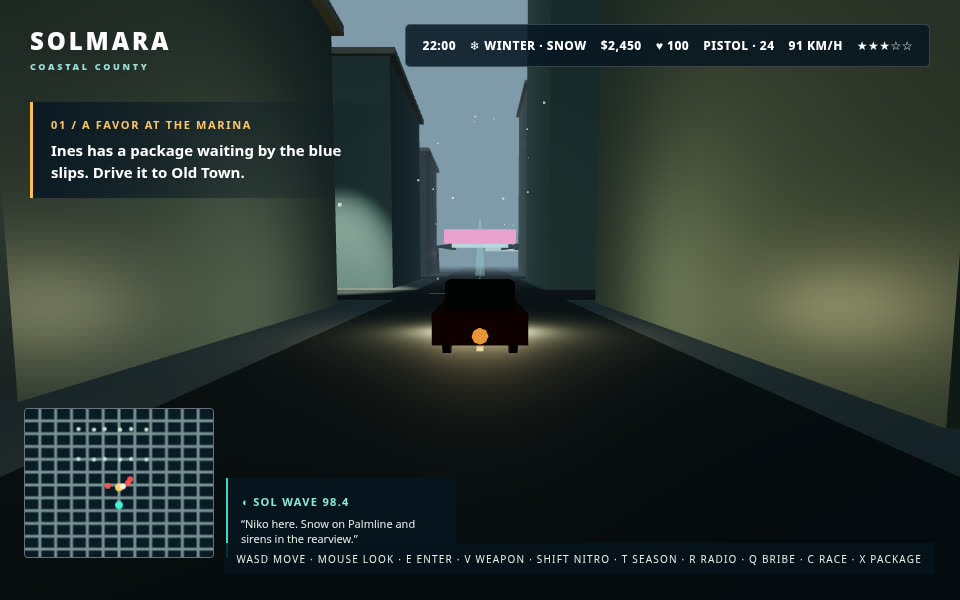 SOLMARA
COASTAL COUNTY
22:00 ❄ WINTER · SNOW $2,450 ♥ 100 PISTOL · 24 91 KM/H ★★★☆☆
01 / A FAVOR AT THE MARINA
Ines has a package waiting by the blue
slips. Drive it to Old Town.
SOL WAVE 98.4
“Niko here. Snow on Palmline and
sirens in the rearview.”
WASD MOVE · MOUSE LOOK · E ENTER · V WEAPON · SHIFT NITRO · T SEASON · R RADIO · Q BRIBE · C RACE · X PACKAGE